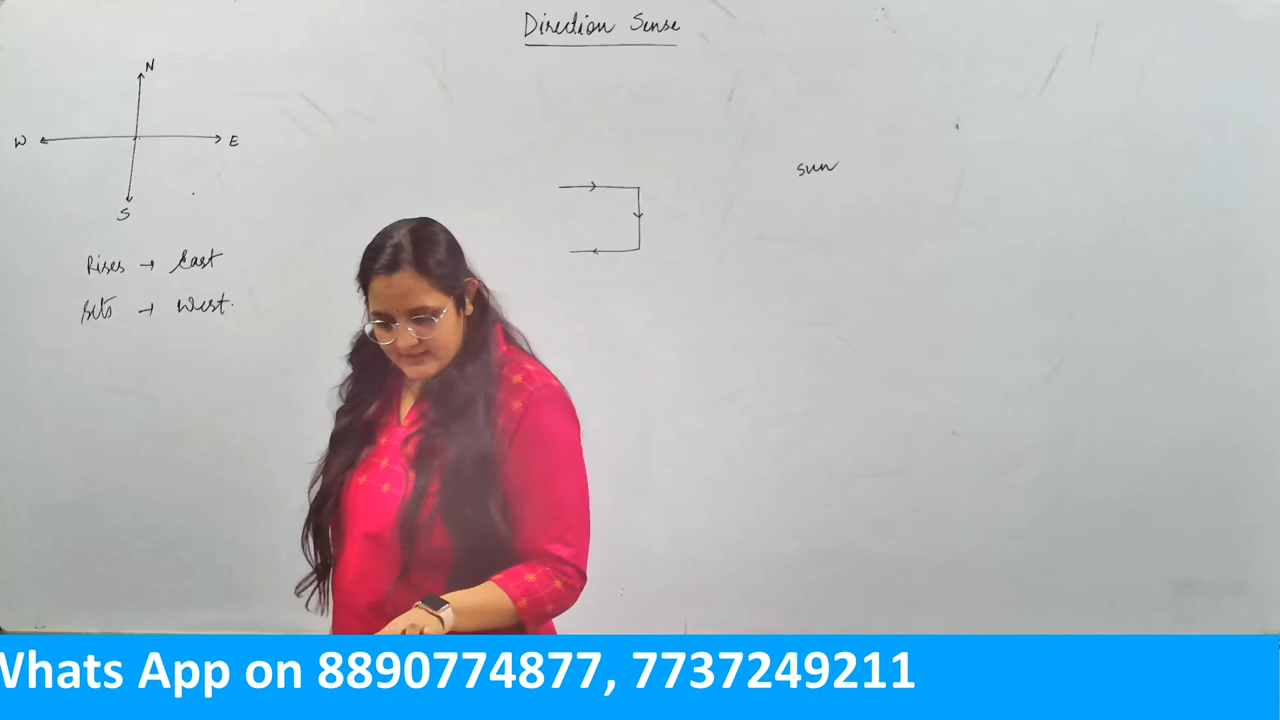 Direction Sense
N
W
E
S
sun
Rises → East
Sets → West.
Whats App on 8890774877, 7737249211